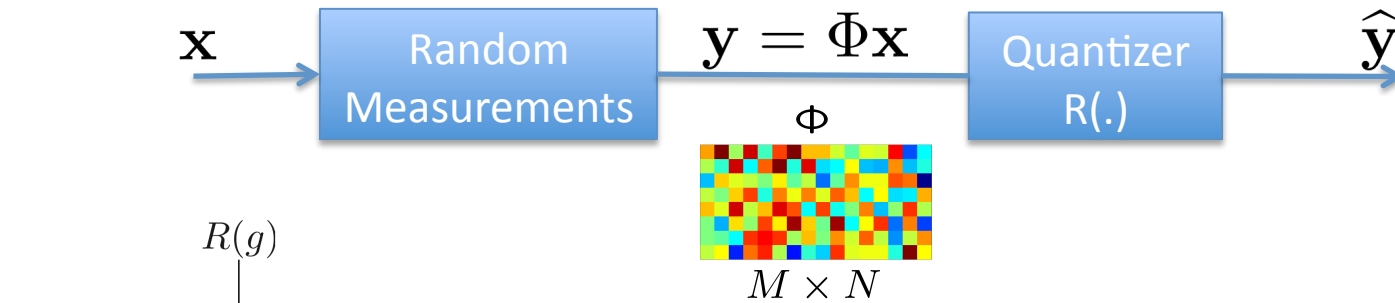 x
Random
Measurements
y = Φx
Quantizer
R(.)
ŷ
Φ
M × N
R(g)